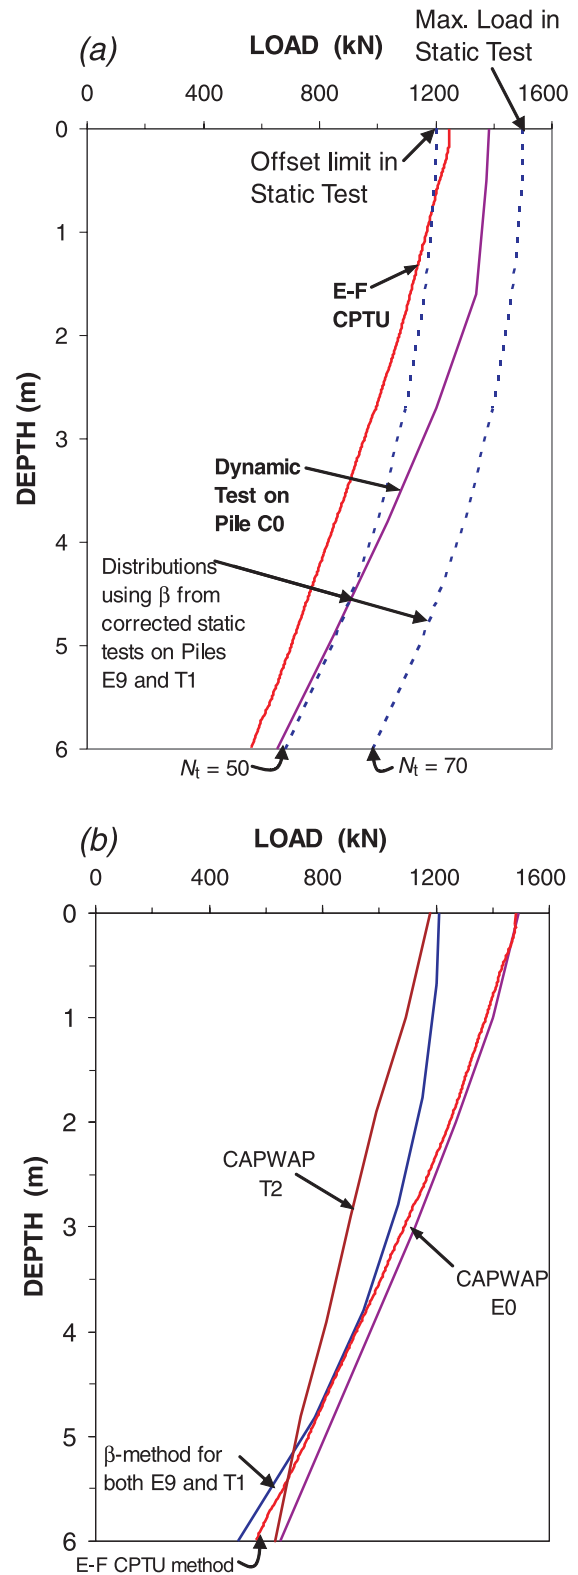 (a)
LOAD (kN)
Max. Load in
Static Test
0 400 800 1200 1600
0
Offset limit in
Static Test
1
E-F
CPTU
2
DEPTH (m)
3
Dynamic
Test on
Pile C0
4
Distributions
using β from
corrected static
tests on Piles
E9 and T1
5
6
Nt = 50
Nt = 70
(b)
LOAD (kN)
0 400 800 1200 1600
0
1
2
CAPWAP
T2
DEPTH (m)
3
CAPWAP
E0
4
5
β-method for
both E9 and T1
6
E-F CPTU method